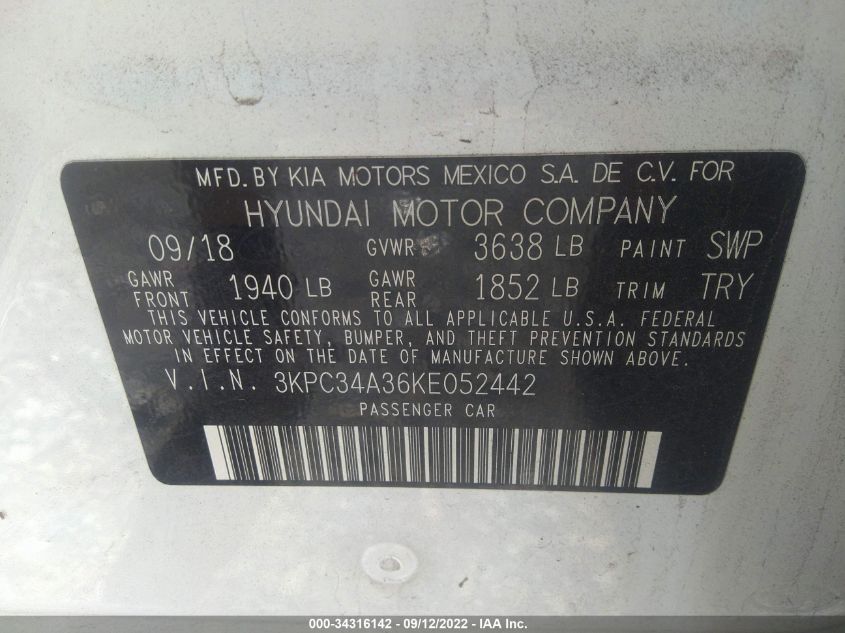 MFD. BY KIA MOTORS MEXICO S.A. DE C.V. FOR
HYUNDAI MOTOR COMPANY
09/18 GVWR 3638 LB PAINT SWP
GAWR FRONT 1940 LB GAWR REAR 1852 LB TRIM TRY
THIS VEHICLE CONFORMS TO ALL APPLICABLE U.S.A. FEDERAL
MOTOR VEHICLE SAFETY, BUMPER, AND THEFT PREVENTION STANDARDS
IN EFFECT ON THE DATE OF MANUFACTURE SHOWN ABOVE.
V.I.N. 3KPC34A36KE052442
PASSENGER CAR
000-34316142 - 09/12/2022 - IAA Inc.